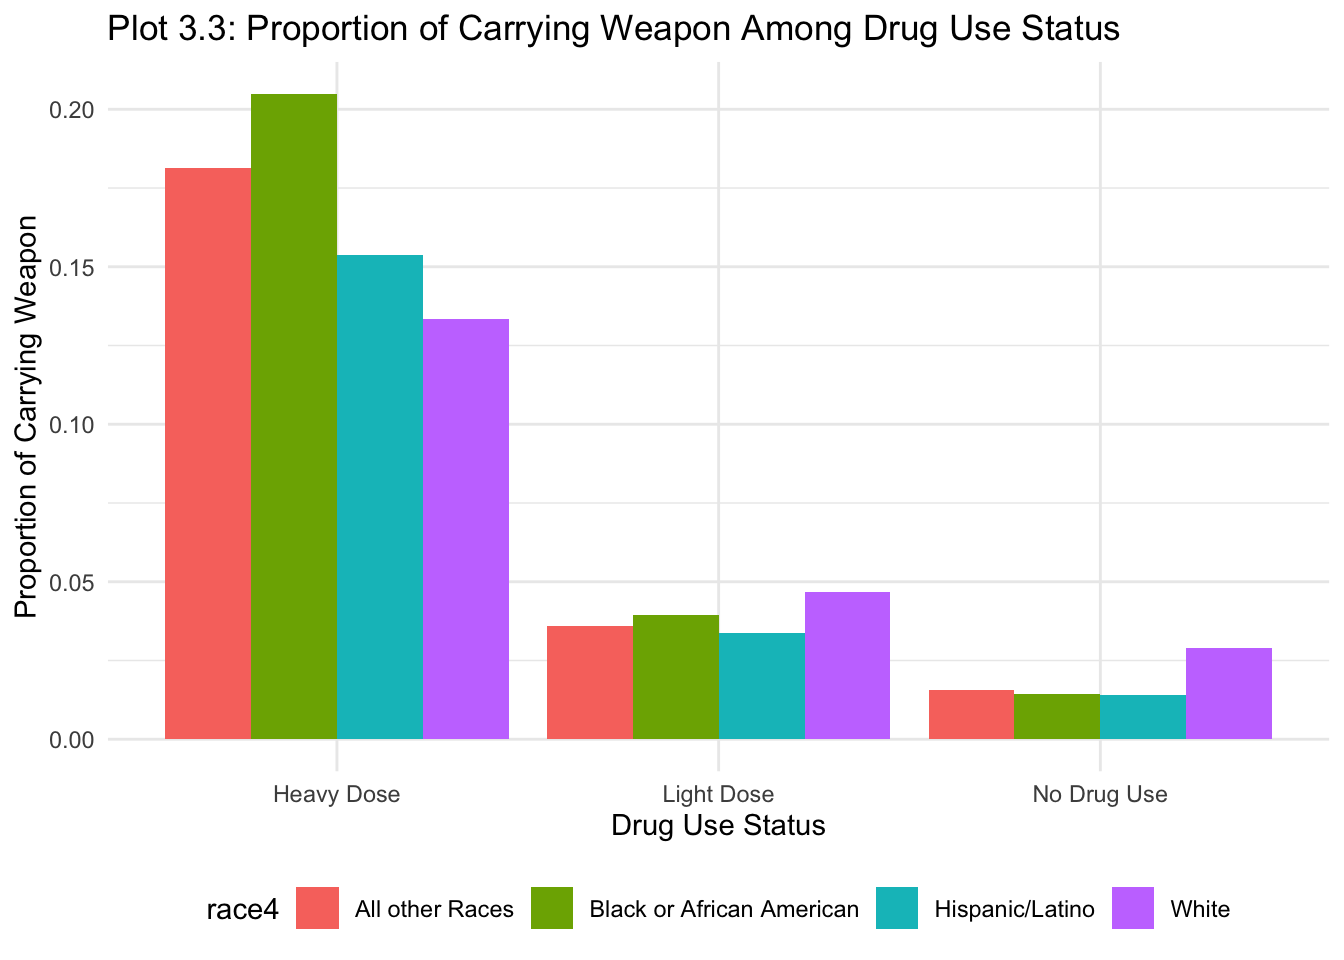 Plot 3.3: Proportion of Carrying Weapon Among Drug Use Status
Proportion of Carrying Weapon
0.20
0.15
0.10
0.05
0.00
Heavy Dose Light Dose No Drug Use
Drug Use Status
race4 All other Races Black or African American Hispanic/Latino White